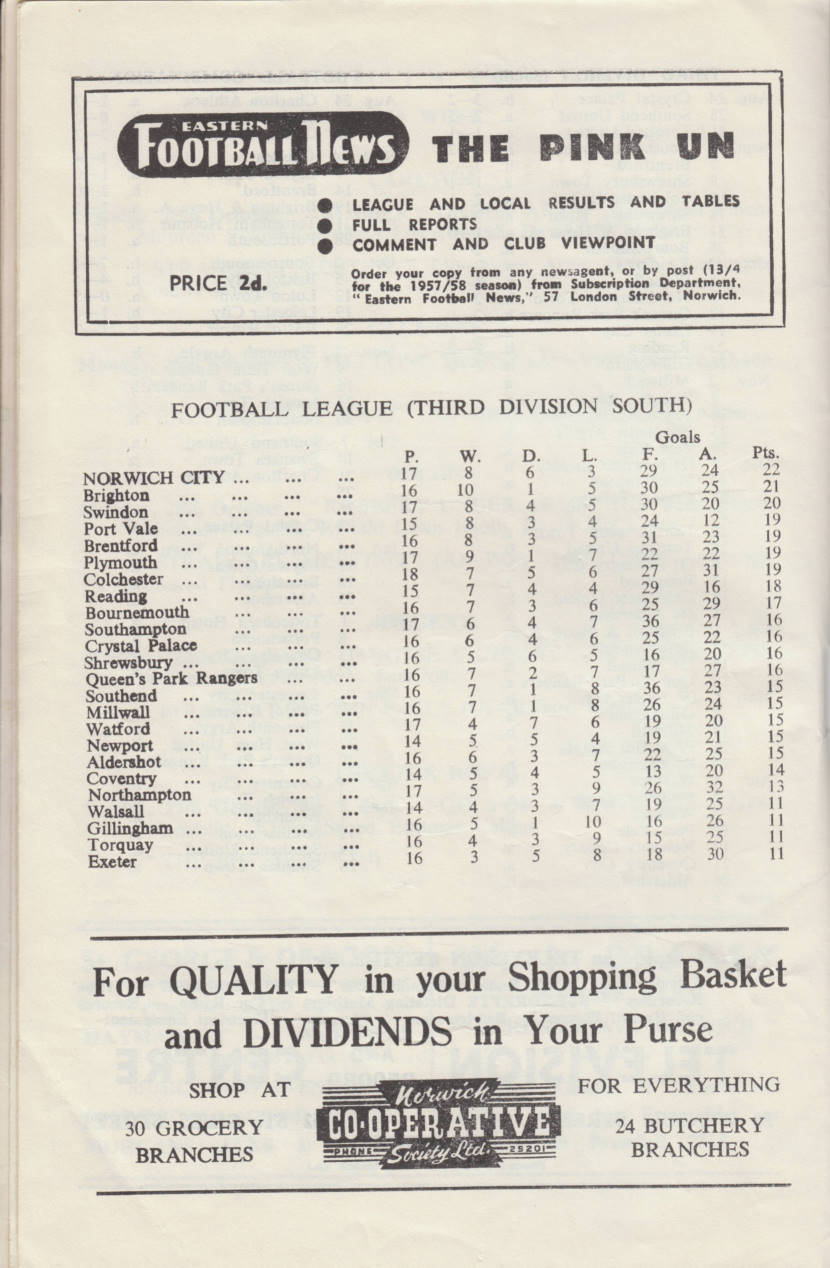 EASTERN
FOOTBALL NEWS THE PINK UN
● LEAGUE AND LOCAL RESULTS AND TABLES
● FULL REPORTS
● COMMENT AND CLUB VIEWPOINT
PRICE 2d.
Order your copy from any newsagent, or by post (13/4
for the 1957/58 season) from Subscription Department,
"Eastern Football News," 57 London Street, Norwich.
FOOTBALL LEAGUE (THIRD DIVISION SOUTH)
Goals
P. W. D. L. F. A. Pts.
NORWICH CITY ... ... ... 17 8 6 3 29 24 22
Brighton ... ... ... ... 16 10 1 5 30 25 21
Swindon ... ... ... ... 17 8 4 5 30 20 20
Port Vale ... ... ... ... 15 8 3 4 24 12 19
Brentford ... ... ... ... 16 8 3 5 31 23 19
Plymouth ... ... ... ... 17 9 1 7 22 22 19
Colchester ... ... ... ... 18 7 5 6 27 31 19
Reading ... ... ... ... 15 7 4 4 29 16 18
Bournemouth ... ... ... 16 7 3 6 25 29 17
Southampton ... ... ... 17 6 4 7 36 27 16
Crystal Palace ... ... ... 16 6 4 6 25 22 16
Shrewsbury ... ... ... ... 16 5 6 5 16 20 16
Queen's Park Rangers ... ... 16 7 2 7 17 27 16
Southend ... ... ... ... 16 7 1 8 36 23 15
Millwall ... ... ... ... 16 7 1 8 26 24 15
Watford ... ... ... ... 17 4 7 6 19 20 15
Newport ... ... ... ... 14 5 5 4 19 21 15
Aldershot ... ... ... ... 16 6 3 7 22 25 15
Coventry ... ... ... ... 14 5 4 5 13 20 14
Northampton ... ... ... 17 5 3 9 26 32 13
Walsall ... ... ... ... 14 4 3 7 19 25 11
Gillingham ... ... ... ... 16 5 1 10 16 26 11
Torquay ... ... ... ... 16 4 3 9 15 25 11
Exeter ... ... ... ... 16 3 5 8 18 30 11
For QUALITY in your Shopping Basket
and DIVIDENDS in Your Purse
SHOP AT
30 GROCERY
BRANCHES
Norwich
CO-OPERATIVE
PHONE Society Ltd. 25201
FOR EVERYTHING
24 BUTCHERY
BRANCHES